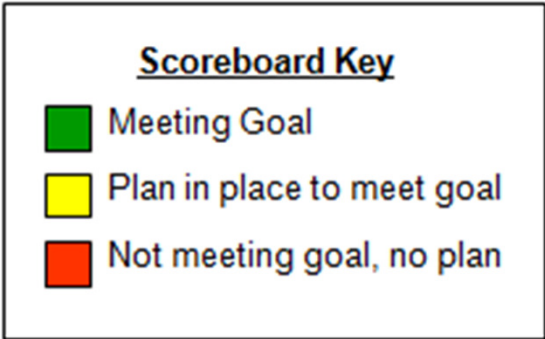 Scoreboard Key
Meeting Goal
Plan in place to meet goal
Not meeting goal, no plan